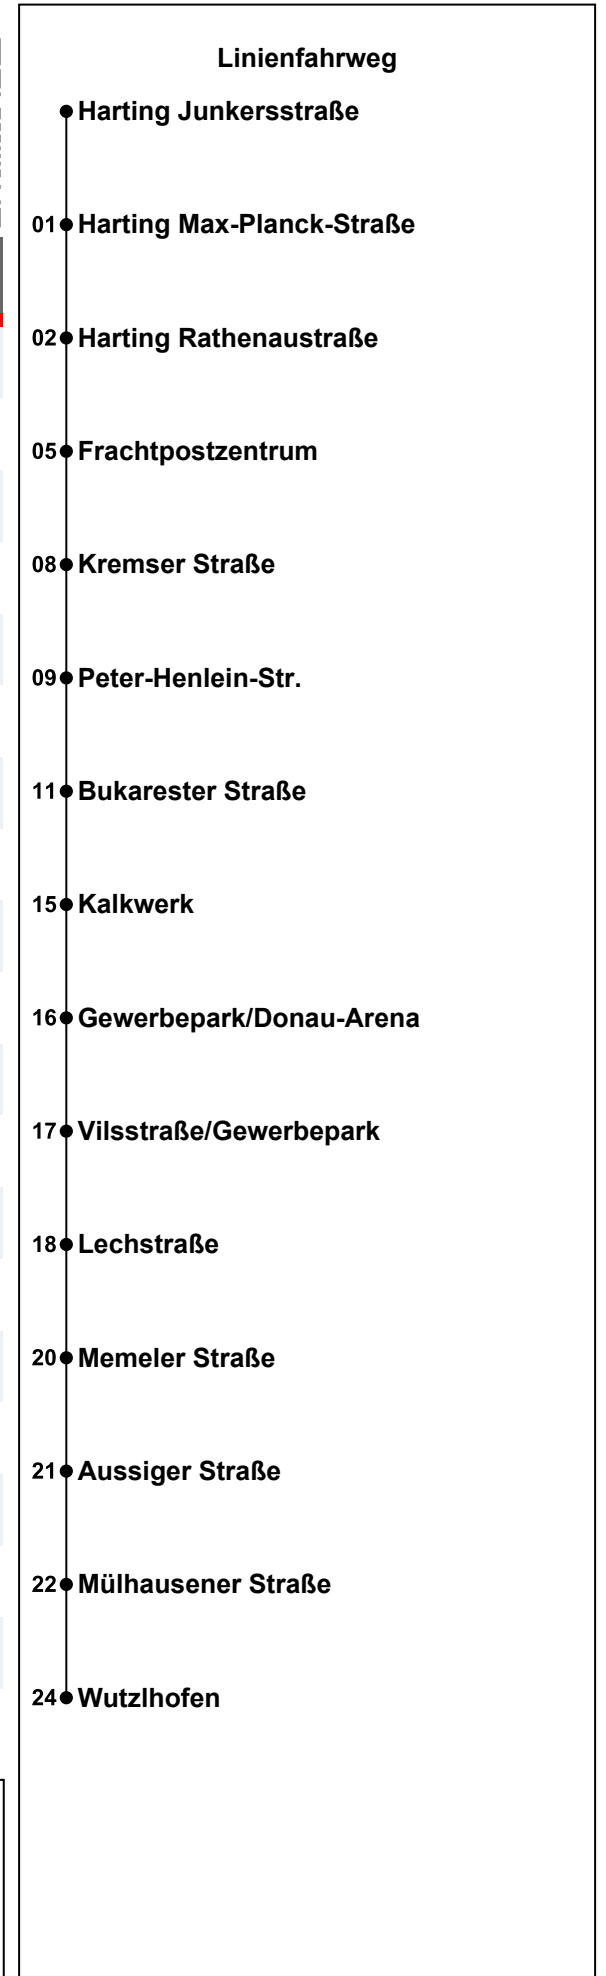 Linienfahrweg
Harting Junkersstraße
01 Harting Max-Planck-Straße
02 Harting Rathenaustraße
05 Frachtpostzentrum
08 Kremser Straße
09 Peter-Henlein-Str.
11 Bukarester Straße
15 Kalkwerk
16 Gewerbepark/Donau-Arena
17 Vilsstraße/Gewerbepark
18 Lechstraße
20 Memeler Straße
21 Aussiger Straße
22 Mülhausener Straße
24 Wutzlhofen